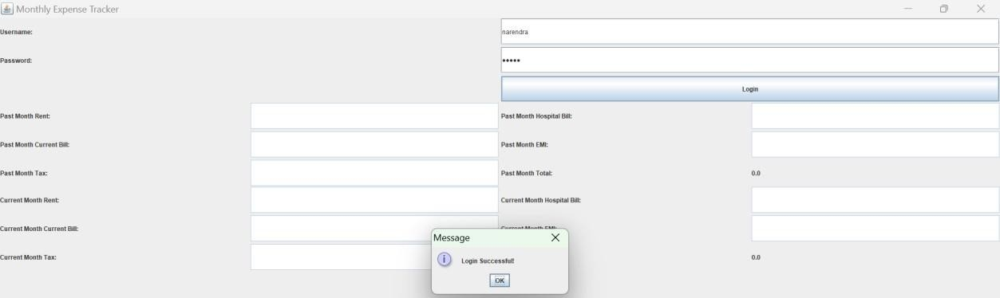 Monthly Expense Tracker
Username: narendra
Password: •••••
Login
Past Month Rent: Past Month Hospital Bill:
Past Month Current Bill: Past Month EMI:
Past Month Tax: Past Month Total: 0.0
Current Month Rent: Current Month Hospital Bill:
Current Month Current Bill: Current Month EMI:
Current Month Tax: 0.0
Message
Login Successful!
OK